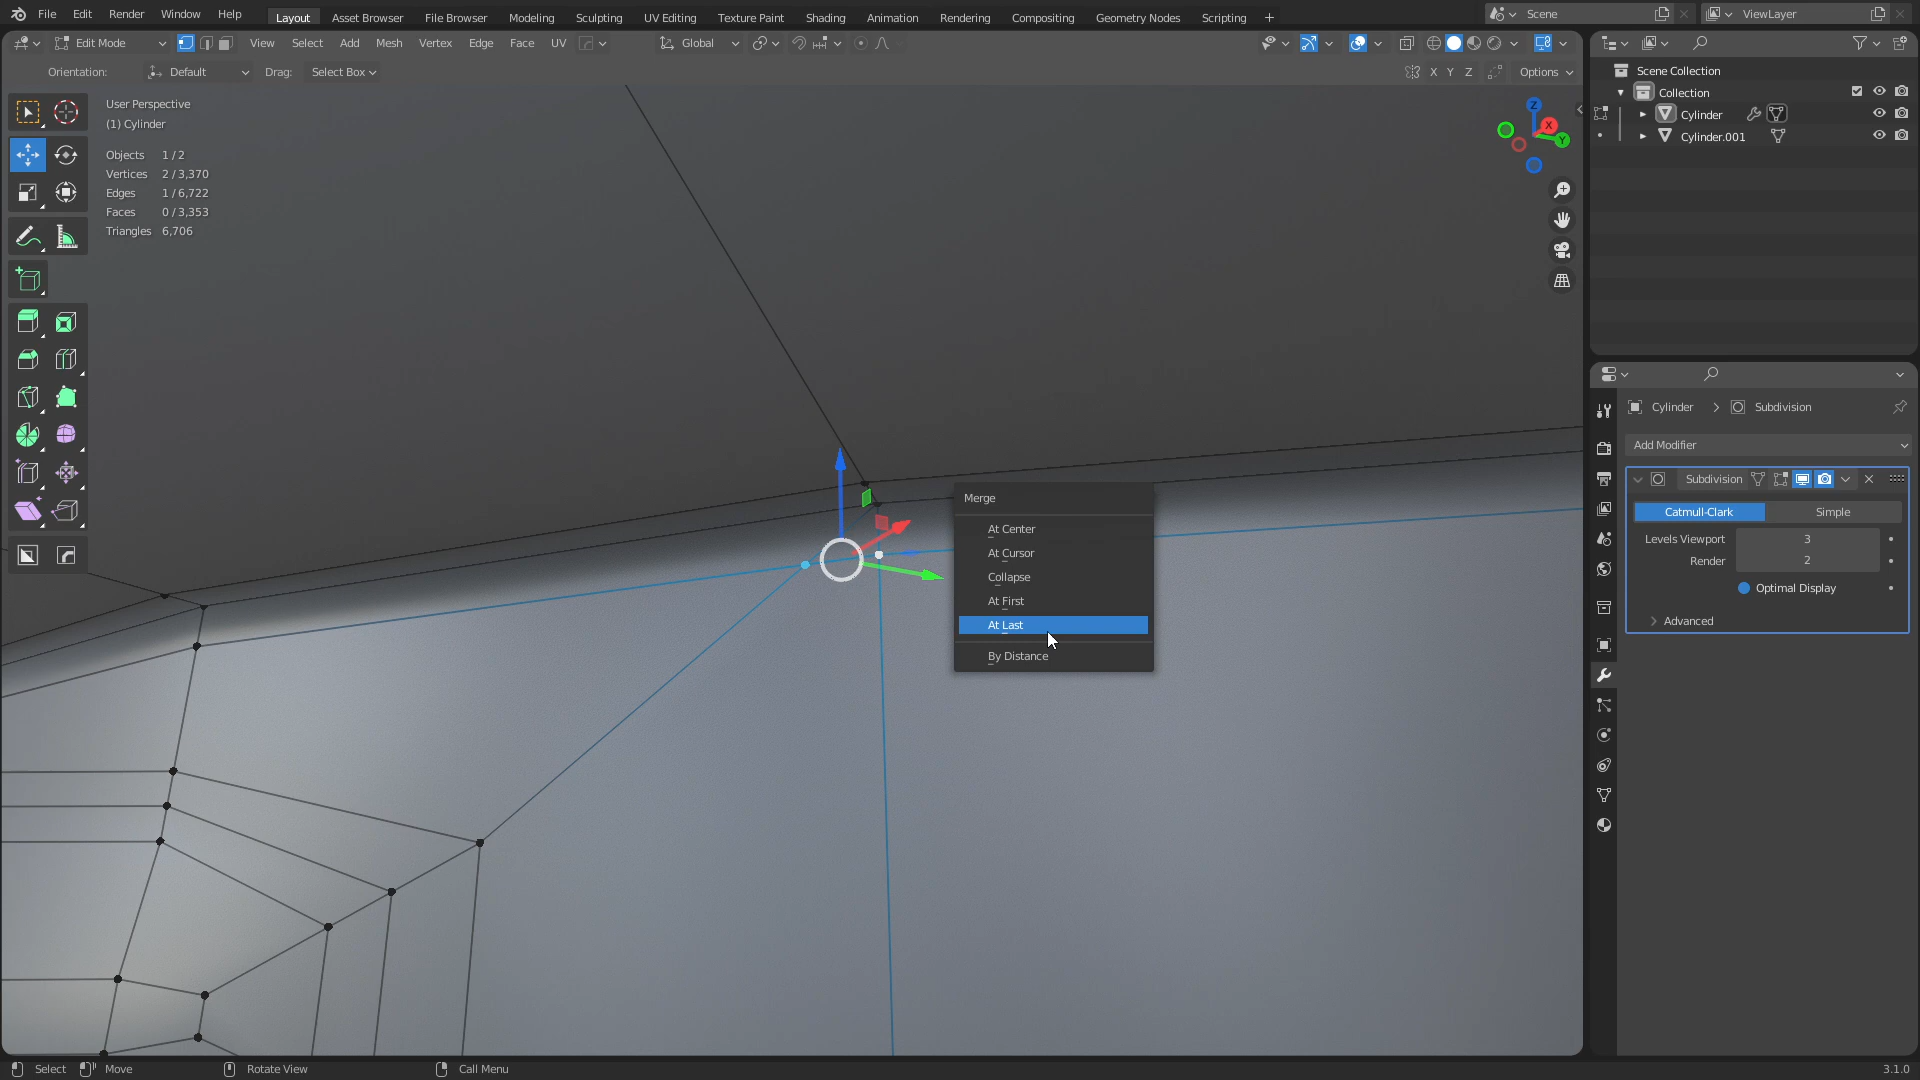 File Edit Render Window Help Layout Asset Browser File Browser Modeling Sculpting UV Editing Texture Paint Shading Animation Rendering Compositing Geometry Nodes Scripting + Scene ViewLayer
Edit Mode View Select Add Mesh Vertex Edge Face UV Global
Orientation: Default Drag: Select Box X Y Z Options
User Perspective
(1) Cylinder
Objects 1 / 2
Vertices 2 / 3,370
Edges 1 / 6,722
Faces 0 / 3,353
Triangles 6,706
Z
X
Y
Merge
At Center
At Cursor
Collapse
At First
At Last
By Distance
Scene Collection
Collection
Cylinder
Cylinder.001
Cylinder > Subdivision
Add Modifier
Subdivision
Catmull-Clark Simple
Levels Viewport 3
Render 2
Optimal Display
Advanced
Select Move Rotate View Call Menu 3.1.0